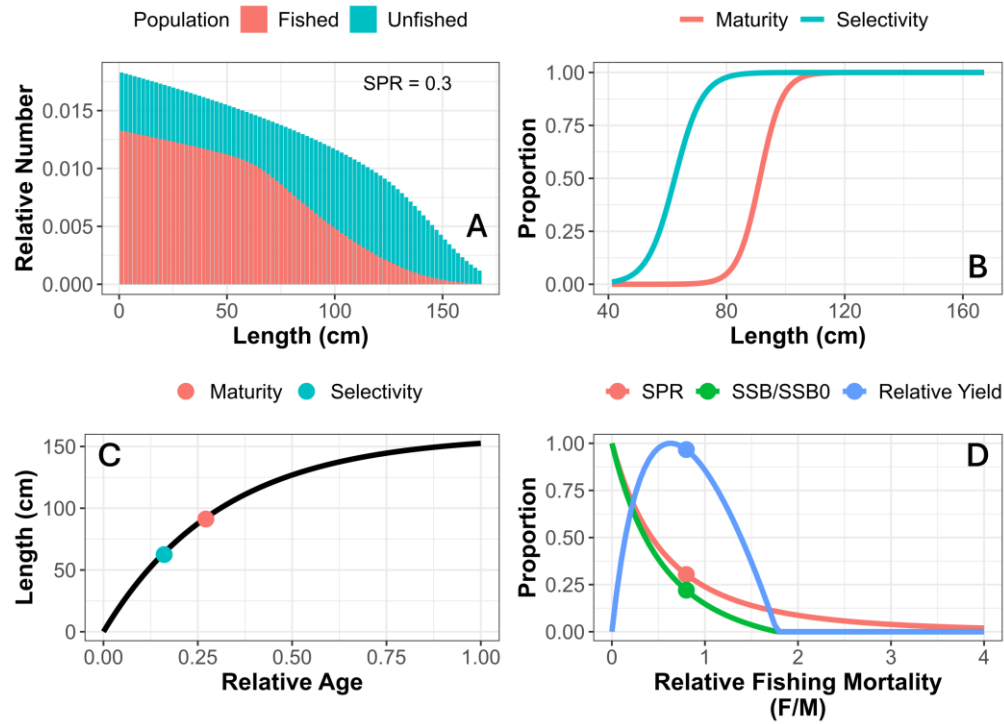 Population Fished Unfished
SPR = 0.3
0.015
0.010
0.005
0.000
Relative Number
A
0 50 100 150
Length (cm)
Maturity Selectivity
1.00
0.75
0.50
0.25
0.00
Proportion
B
40 80 120 160
Length (cm)
Maturity Selectivity
C
150
100
50
0
Length (cm)
0.00 0.25 0.50 0.75 1.00
Relative Age
SPR SSB/SSB0 Relative Yield
D
1.00
0.75
0.50
0.25
0.00
Proportion
0 1 2 3 4
Relative Fishing Mortality
(F/M)